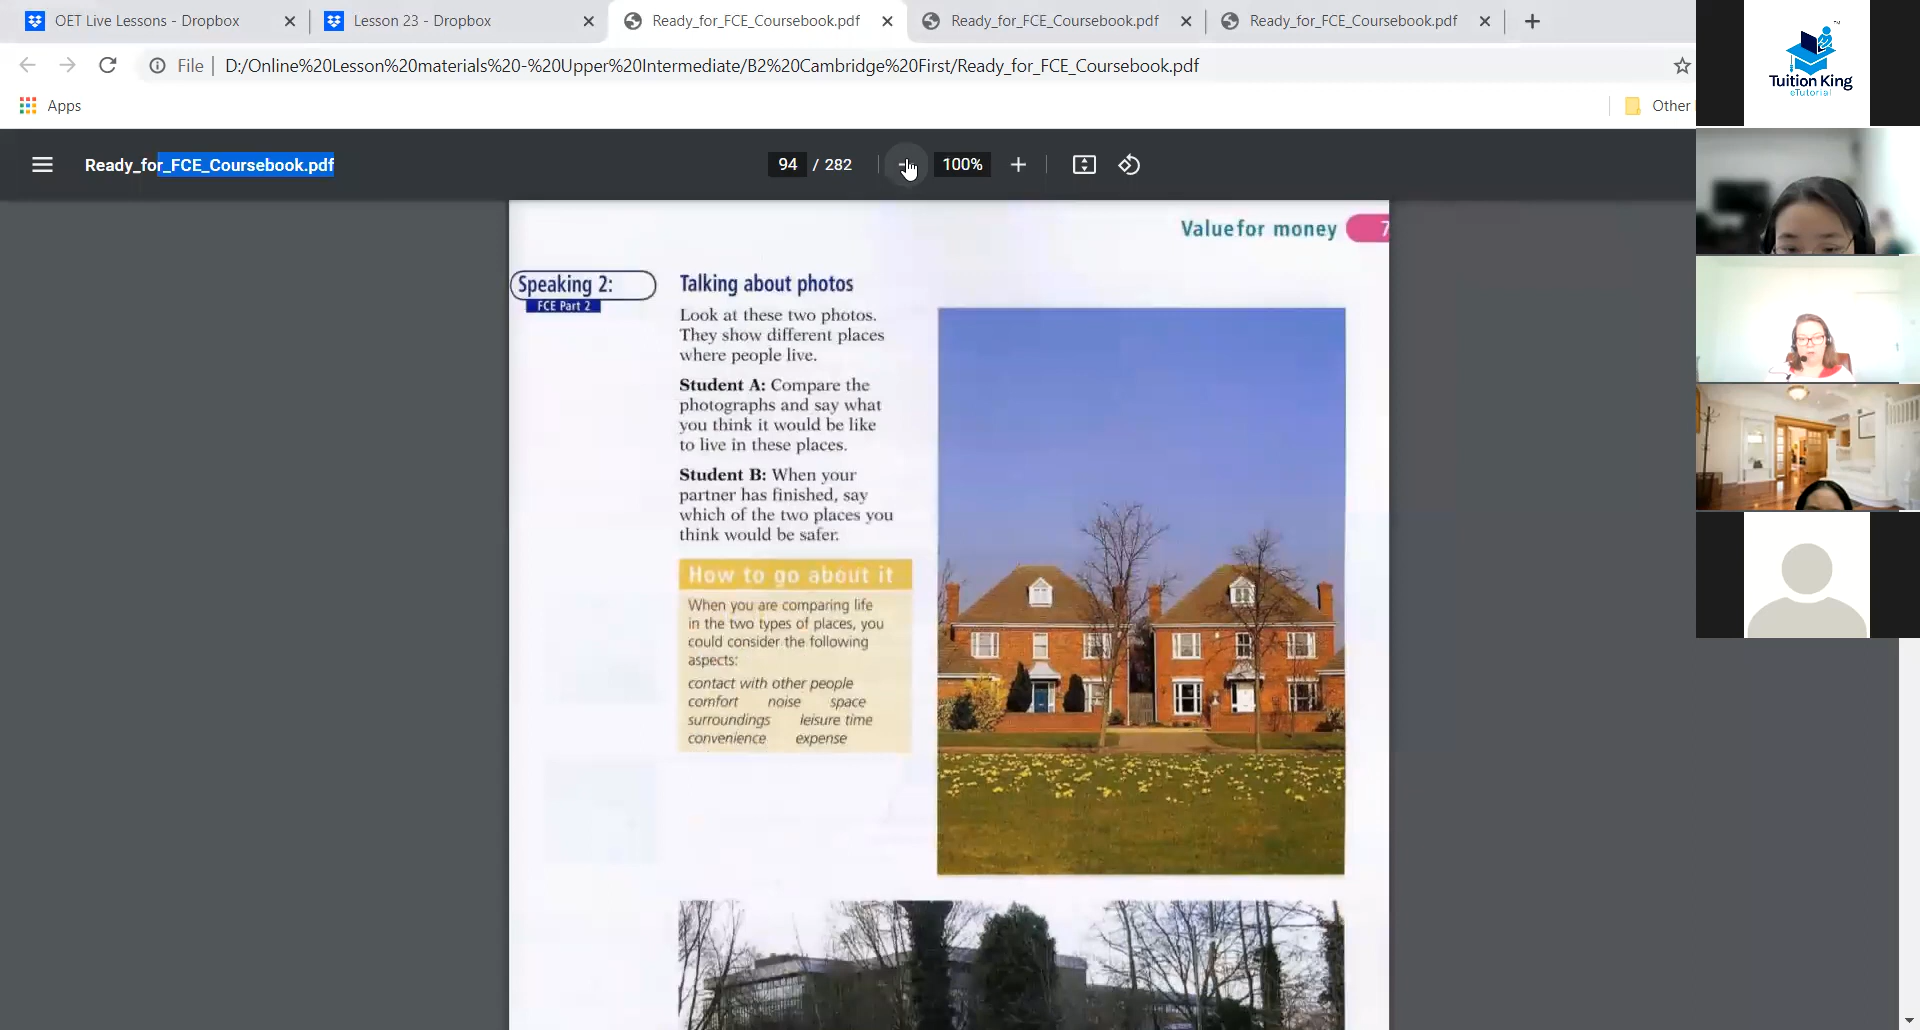 OET Live Lessons - Dropbox
Lesson 23 - Dropbox
Ready_for_FCE_Coursebook.pdf
Ready_for_FCE_Coursebook.pdf
Ready_for_FCE_Coursebook.pdf
File
D:/Online%20Lesson%20materials%20-%20Upper%20Intermediate/B2%20Cambridge%20First/Ready_for_FCE_Coursebook.pdf
Apps
Other
Ready_for_FCE_Coursebook.pdf
94 / 282
100%
Value for money 7
Speaking 2:
FCE Part 2
Talking about photos
Look at these two photos.
They show different places
where people live.
Student A: Compare the
photographs and say what
you think it would be like
to live in these places.
Student B: When your
partner has finished, say
which of the two places you
think would be safer.
How to go about it
When you are comparing life
in the two types of places, you
could consider the following
aspects:
contact with other people
comfort noise space
surroundings leisure time
convenience expense
Tuition King
eTutorial
TM